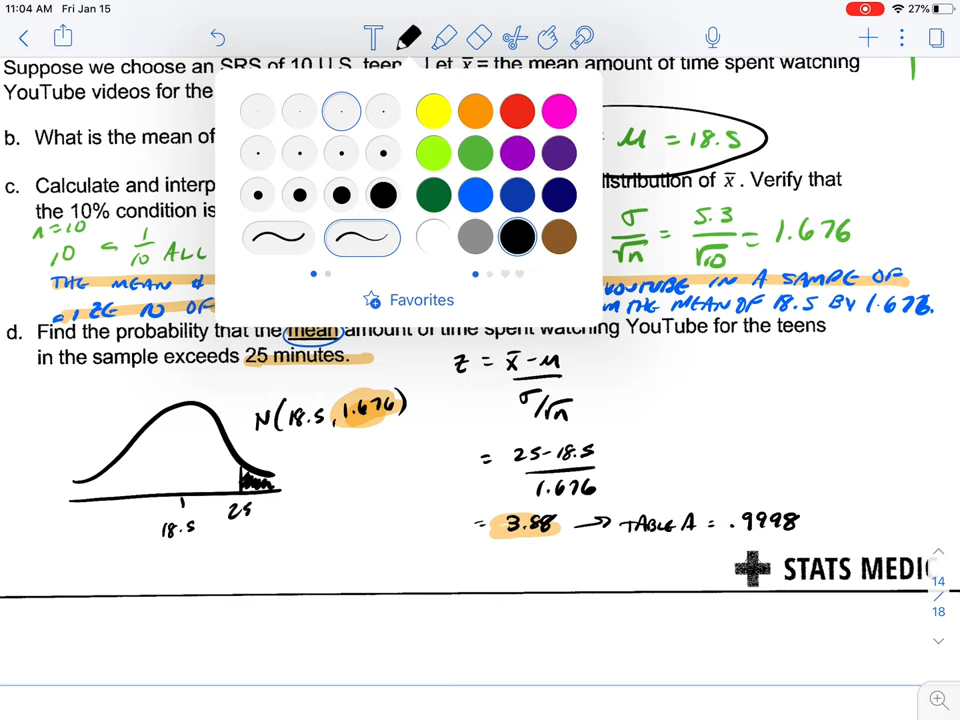 11:04 AM Fri Jan 15
27%
Suppose we choose an SRS of 10 U.S. teen Let x̄ = the mean amount of time spent watching
YouTube videos for the
b. What is the mean of = μ = 18.5
c. Calculate and interp istribution of x̄. Verify that
the 10% condition is
n=10
10 ≤ 1/10 ALL
σ/√n = 5.3/√10 = 1.676
THE MEAN YOUTUBE IN A SAMPLE OF
10 OF THE MEAN OF 18.5 BY 1.676.
Favorites
d. Find the probability that the mean amount of time spent watching YouTube for the teens
in the sample exceeds 25 minutes.
z = x̄ - μ / σ/√n
N(18.5, 1.676)
= 25-18.5 / 1.676
= 3.88 → TABLE A = .9998
18.5 25
STATS MEDIC
14
/
18